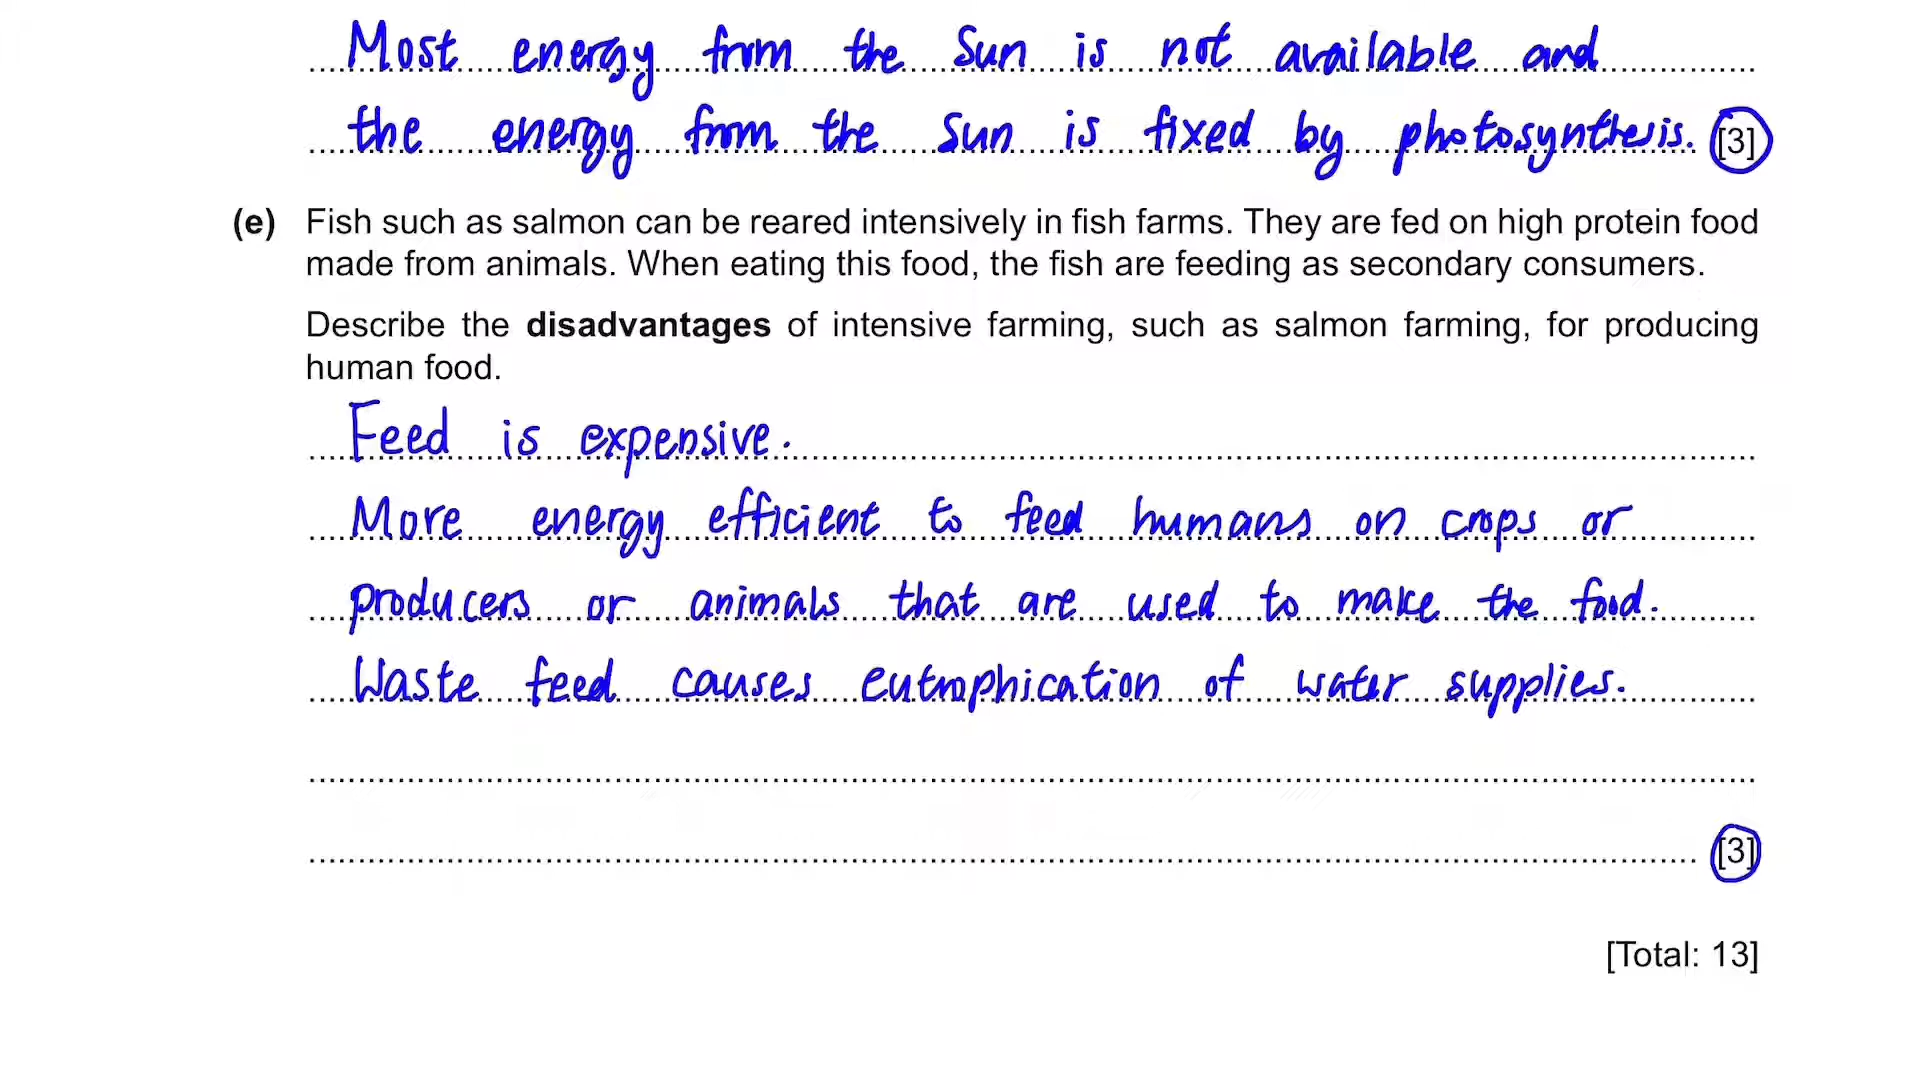 Most energy from the Sun is not available and
the energy from the Sun is fixed by photosynthesis. [3]
(e) Fish such as salmon can be reared intensively in fish farms. They are fed on high protein food
made from animals. When eating this food, the fish are feeding as secondary consumers.
Describe the disadvantages of intensive farming, such as salmon farming, for producing
human food.
Feed is expensive.
More energy efficient to feed humans on crops or
producers or animals that are used to make the food.
Waste feed causes eutrophication of water supplies.
[3]
[Total: 13]